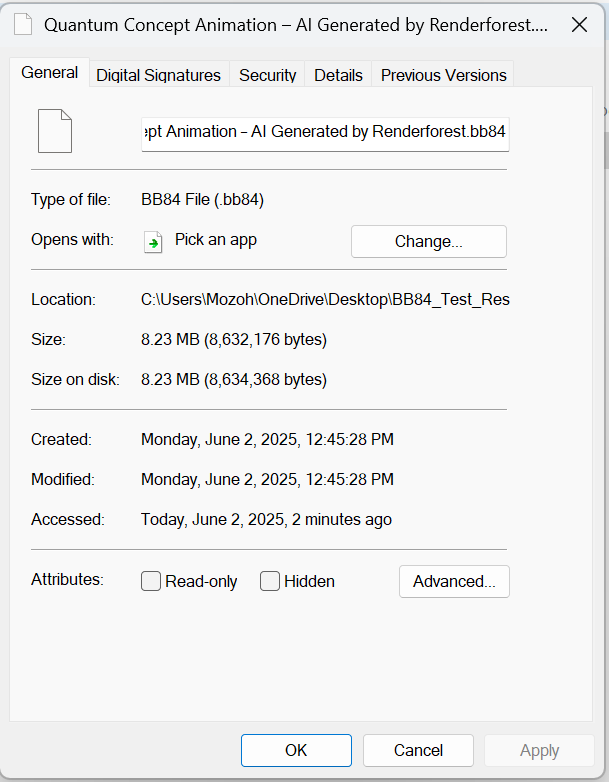 Quantum Concept Animation – AI Generated by Renderforest....
General Digital Signatures Security Details Previous Versions
ept Animation – AI Generated by Renderforest.bb84
Type of file: BB84 File (.bb84)
Opens with: Pick an app Change...
Location: C:\Users\Mozoh\OneDrive\Desktop\BB84_Test_Res
Size: 8.23 MB (8,632,176 bytes)
Size on disk: 8.23 MB (8,634,368 bytes)
Created: Monday, June 2, 2025, 12:45:28 PM
Modified: Monday, June 2, 2025, 12:45:28 PM
Accessed: Today, June 2, 2025, 2 minutes ago
Attributes: Read-only Hidden Advanced...
OK Cancel Apply